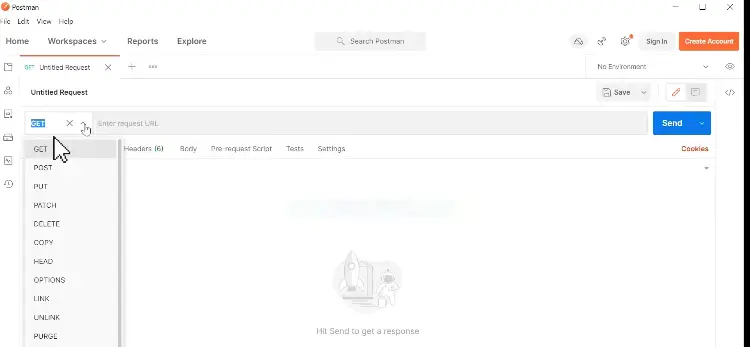 Postman
File Edit View Help
Home Workspaces Reports Explore Search Postman Sign In Create Account
GET Untitled Request No Environment
Untitled Request Save
GET Enter request URL Send
GET Headers (6) Body Pre-request Script Tests Settings Cookies
POST
PUT
PATCH
DELETE
COPY
HEAD
OPTIONS
LINK
UNLINK
PURGE
Hit Send to get a response